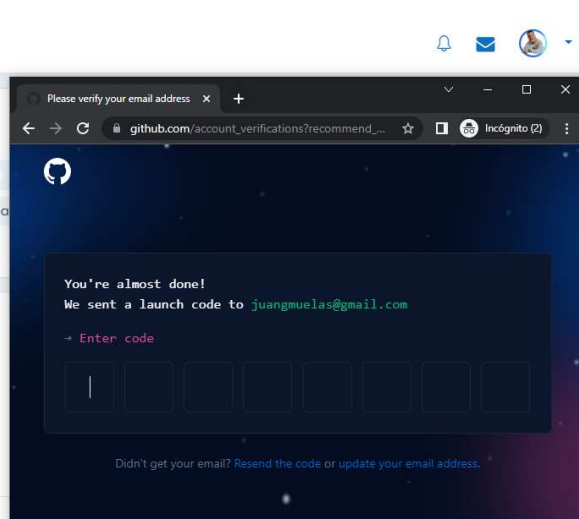 Please verify your email address
github.com/account_verifications?recommend_...
Incógnito (2)
You're almost done!
We sent a launch code to juangmuelas@gmail.com
→ Enter code
Didn't get your email? Resend the code or update your email address.